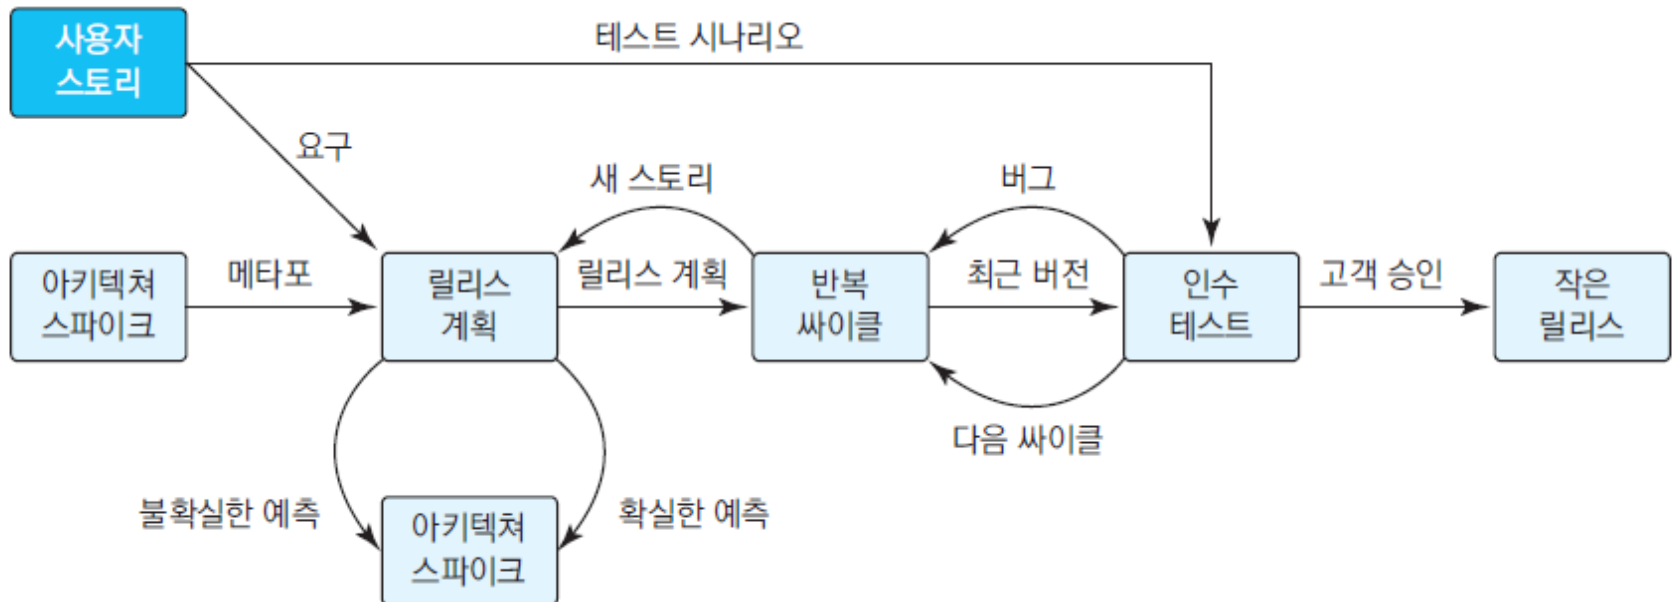 사용자
스토리
테스트 시나리오
요구
새 스토리
버그
아키텍쳐
스파이크
메타포
릴리스
계획
릴리스 계획
반복
싸이클
최근 버전
인수
테스트
고객 승인
작은
릴리스
다음 싸이클
불확실한 예측
아키텍쳐
스파이크
확실한 예측